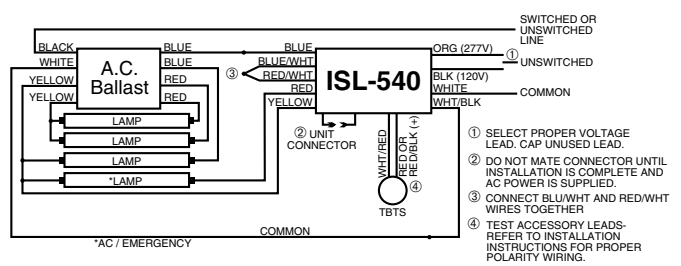 SWITCHED OR
UNSWITCHED
LINE
BLACK
BLUE
BLUE
ORG (277V)
①
UNSWITCHED
WHITE
BLUE
BLUE/WHT
A.C.
Ballast
③
ISL-540
YELLOW
RED
RED/WHT
BLK (120V)
RED
WHITE
COMMON
YELLOW
RED
YELLOW
WHT/BLK
LAMP
② UNIT
CONNECTOR
LAMP
LAMP
*LAMP
WHT/RED
RED OR
RED/BLK (+)
④
TBTS
COMMON
*AC / EMERGENCY
① SELECT PROPER VOLTAGE
LEAD. CAP UNUSED LEAD.
② DO NOT MATE CONNECTOR UNTIL
INSTALLATION IS COMPLETE AND
AC POWER IS SUPPLIED.
③ CONNECT BLU/WHT AND RED/WHT
WIRES TOGETHER
④ TEST ACCESSORY LEADS-
REFER TO INSTALLATION
INSTRUCTIONS FOR PROPER
POLARITY WIRING.